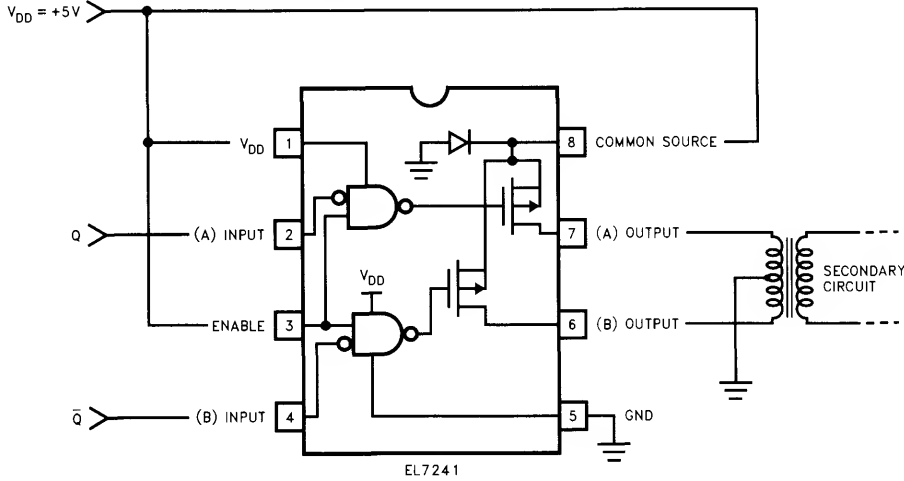 V_DD = +5V
V_DD 1
8 COMMON SOURCE
Q (A) INPUT 2
7 (A) OUTPUT
V_DD
SECONDARY
CIRCUIT
ENABLE 3
6 (B) OUTPUT
Q̄ (B) INPUT 4
5 GND
EL7241